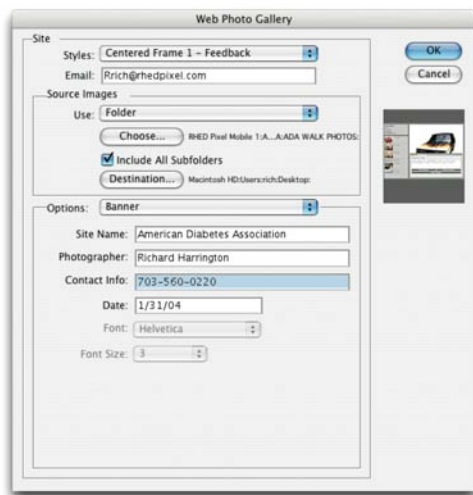 Web Photo Gallery
Site
Styles: Centered Frame 1 - Feedback
OK
Email: Rrich@rhedpixel.com
Cancel
Source Images
Use: Folder
Choose... RHED Pixel Mobile 1:A...A:ADA WALK PHOTOS:
Include All Subfolders
Destination... Macintosh HD:Users:rich:Desktop:
Options: Banner
Site Name: American Diabetes Association
Photographer: Richard Harrington
Contact Info: 703-560-0220
Date: 1/31/04
Font: Helvetica
Font Size: 3